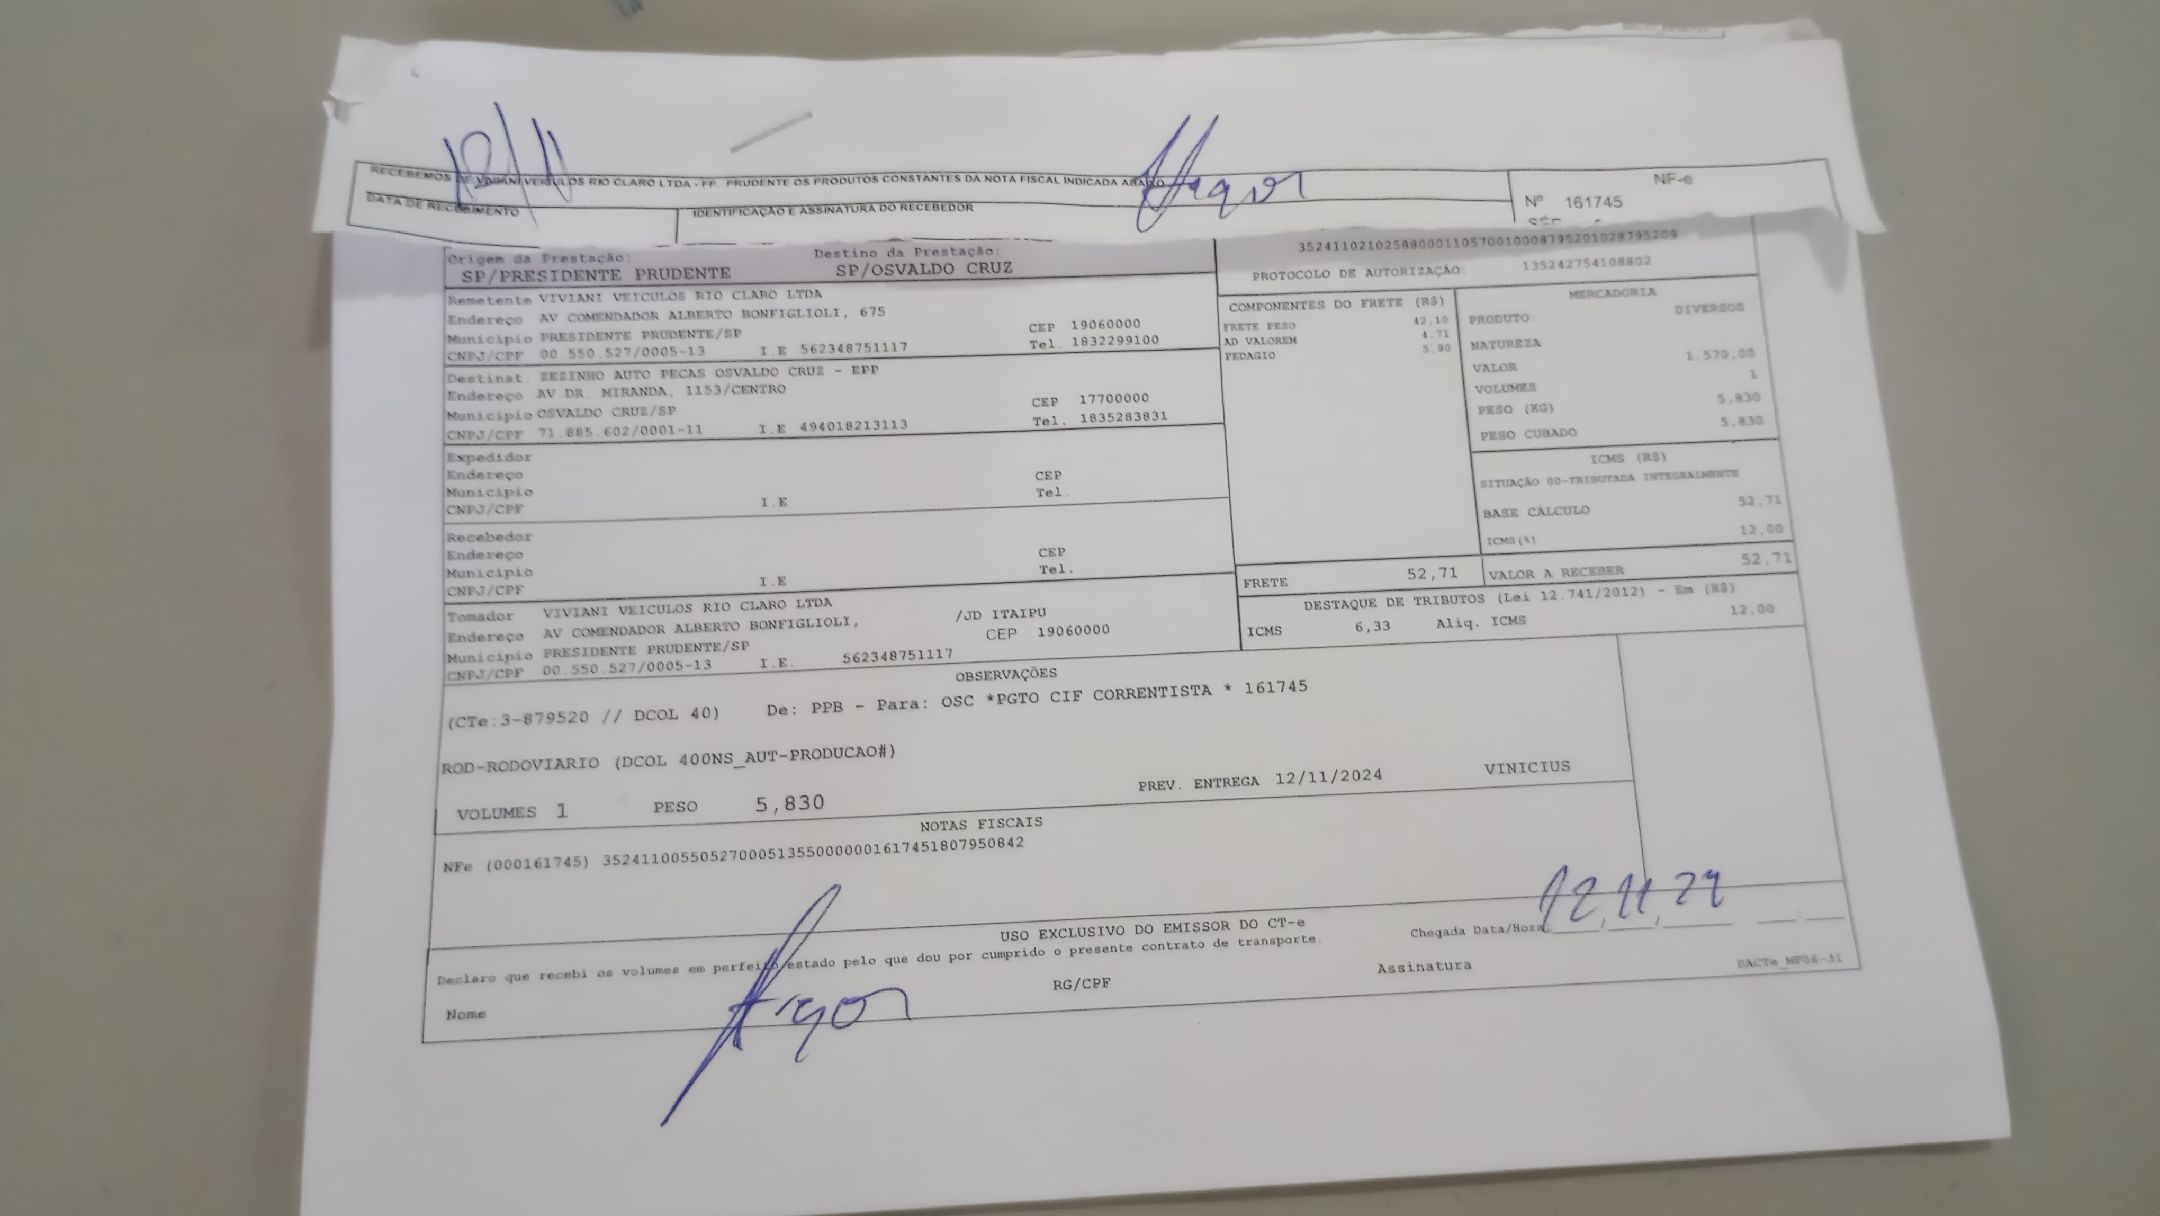 RECEBEMOS DE VIVIANI VEICULOS RIO CLARO LTDA - PP. PRUDENTE OS PRODUTOS CONSTANTES DA NOTA FISCAL INDICADA ABAIXO
NF-e
DATA DE RECEBIMENTO IDENTIFICAÇÃO E ASSINATURA DO RECEBEDOR Nº 161745
Origem da Prestação: Destino da Prestação:
SP/PRESIDENTE PRUDENTE SP/OSVALDO CRUZ
35241102102588000110570010008795201028795209
PROTOCOLO DE AUTORIZAÇÃO: 135242754108802
Remetente VIVIANI VEICULOS RIO CLARO LTDA
Endereço AV COMENDADOR ALBERTO BONFIGLIOLI, 675
Município PRESIDENTE PRUDENTE/SP CEP 19060000
CNPJ/CPF 00.550.527/0005-13 I.E 562348751117 Tel. 1832299100
Destinat. ZEZINHO AUTO PECAS OSVALDO CRUZ - EPP
Endereço AV DR. MIRANDA, 1153/CENTRO
Município OSVALDO CRUZ/SP CEP 17700000
CNPJ/CPF 71.885.602/0001-11 I.E 494018213113 Tel. 1835283831
Expedidor
Endereço CEP
Município Tel.
CNPJ/CPF I.E
Recebedor
Endereço CEP
Município Tel.
CNPJ/CPF I.E
Tomador VIVIANI VEICULOS RIO CLARO LTDA
Endereço AV COMENDADOR ALBERTO BONFIGLIOLI, /JD ITAIPU
Município PRESIDENTE PRUDENTE/SP CEP 19060000
CNPJ/CPF 00.550.527/0005-13 I.E. 562348751117
COMPONENTES DO FRETE (R$)
FRETE PESO 42,10
AD VALOREM 4,71
PEDAGIO 5,90
MERCADORIA
PRODUTO: DIVERSOS
NATUREZA
VALOR 1.570,00
VOLUMES 1
PESO (KG) 5,830
PESO CUBADO 5,830
ICMS (R$)
SITUAÇÃO 00-TRIBUTADA INTEGRALMENTE
BASE CÁLCULO 52,71
ICMS(%) 12,00
FRETE 52,71 VALOR A RECEBER 52,71
DESTAQUE DE TRIBUTOS (Lei 12.741/2012) - Em (R$)
ICMS 6,33 Aliq. ICMS 12,00
OBSERVAÇÕES
(CTe:3-879520 // DCOL 40) De: PPB - Para: OSC *PGTO CIF CORRENTISTA * 161745
ROD-RODOVIARIO (DCOL 400NS_AUT-PRODUCAO#)
VOLUMES 1 PESO 5,830 PREV. ENTREGA 12/11/2024 VINICIUS
NOTAS FISCAIS
NFe (000161745) 35241100550527000513550000001617451807950842
USO EXCLUSIVO DO EMISSOR DO CT-e
Declaro que recebi os volumes em perfeito estado pelo que dou por cumprido o presente contrato de transporte.
Chegada Data/Hora: 12/11/24
Nome RG/CPF Assinatura
DACTe_MF06-31